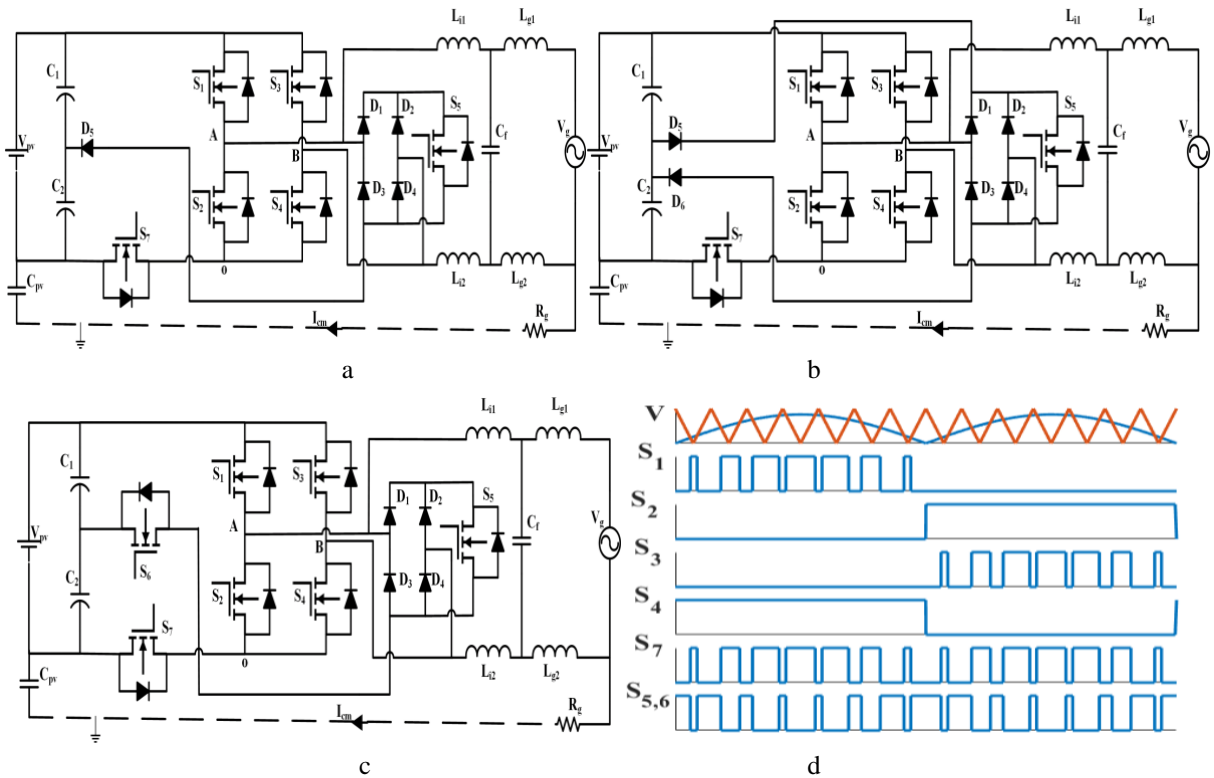 Li1 Lg1
C1
S1 S3
D1 D2 S5
Vpv D5 A B Cf Vg
C2
D3 D4
S2 S4
S7
Cpv 0 Li2 Lg2
Icm Rg
a
Li1 Lg1
C1
S1 S3
D1 S5
Vpv D5 A B Cf Vg
C2
D6 D3 D4
S2 S4
S7
Cpv 0 Li2 Lg2
Icm Rg
b
Li1 Lg1
C1
S1 S3
D1 D2 S5
Vpv A B Cf Vg
C2 S6
D3 D4
S2 S4
S7
Cpv 0 Li2 Lg2
Icm Rg
c
V
S1
S2
S3
S4
S7
S5,6
d